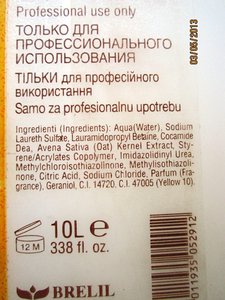 Professional use only
ТОЛЬКО ДЛЯ
ПРОФЕССИОНАЛЬНОГО
ИСПОЛЬЗОВАНИЯ
ТІЛЬКИ для професійного
використання
Samo za profesionalnu upotrebu
Ingredienti (Ingredients): Aqua(Water), Sodium
Laureth Sulfate, Lauramidopropyl Betaine, Cocamide
Dea, Avena Sativa (Oat) Kernel Extract, Sty-
rene/Acrylates Copolymer, Imidazolidinyl Urea,
Methylchloroisothiazolinone, Methylisothiazoli-
none, Citric Acid, Sodium Chloride, Parfum (Fra-
grance), Geraniol, C.I. 14720, C.I. 47005 (Yellow 10).
12 M
10L
338 fl. oz.
011935 052912
BRELIL
03/05/2013